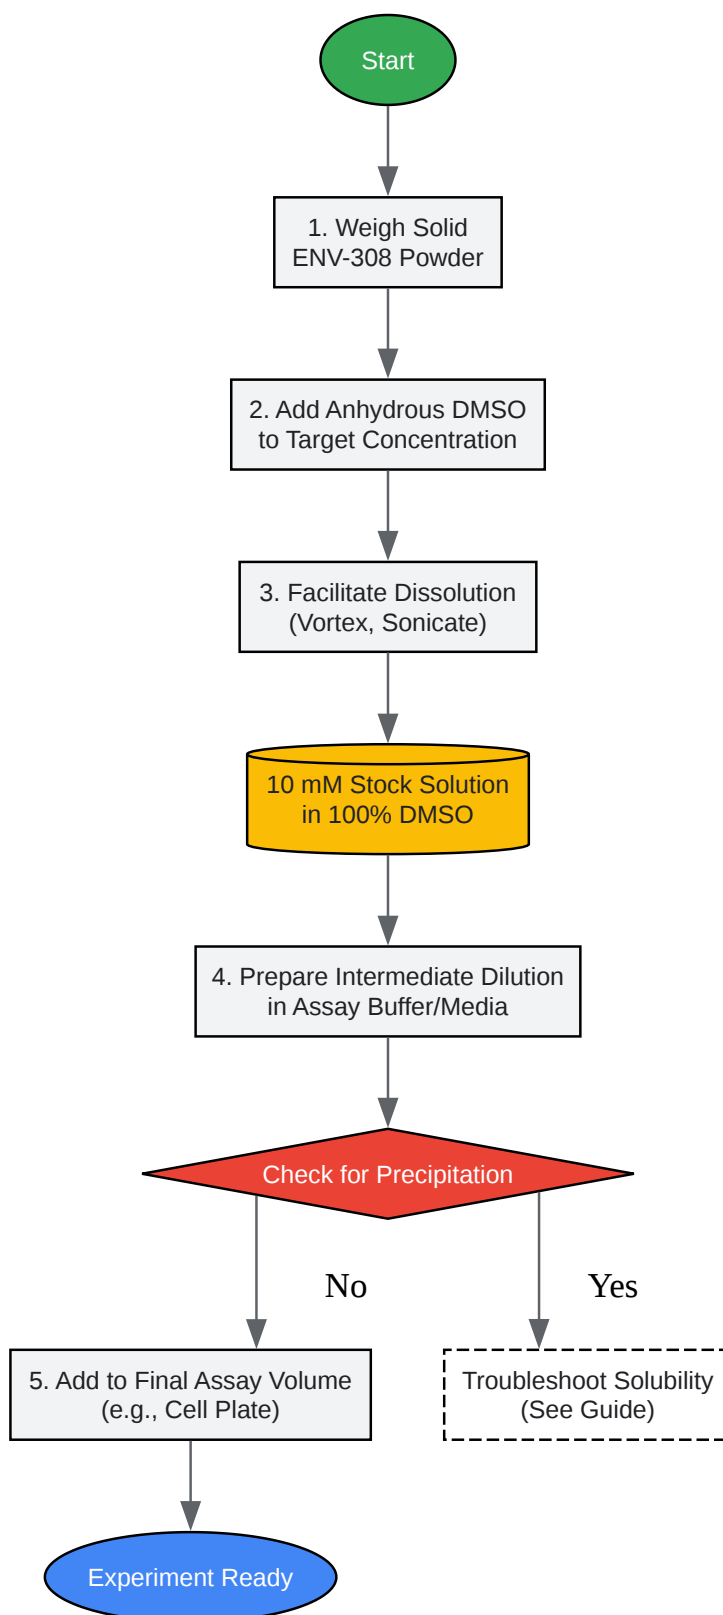 Start
1. Weigh Solid
ENV-308 Powder
2. Add Anhydrous DMSO
to Target Concentration
3. Facilitate Dissolution
(Vortex, Sonicate)
10 mM Stock Solution
in 100% DMSO
4. Prepare Intermediate Dilution
in Assay Buffer/Media
Check for Precipitation
No
Yes
5. Add to Final Assay Volume
(e.g., Cell Plate)
Troubleshoot Solubility
(See Guide)
Experiment Ready